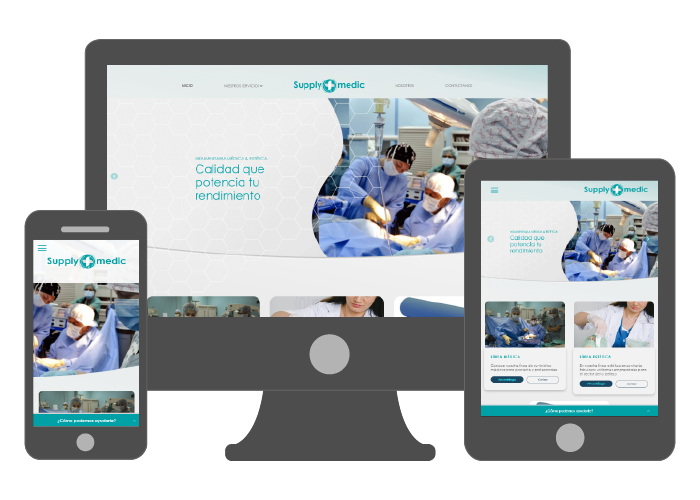 INICIO
NUESTROS SERVICIOS
Supply medic
NOSOTROS
CONTÁCTANOS
INDUMENTARIA MÉDICA & ESTÉTICA
Calidad que
potencia tu
rendimiento
Supply medic
¿Cómo podemos ayudarte?
Supply medic
Calidad que
potencia tu
rendimiento
LÍNEA MÉDICA
LÍNEA ESTÉTICA
¿Cómo podemos ayudarte?